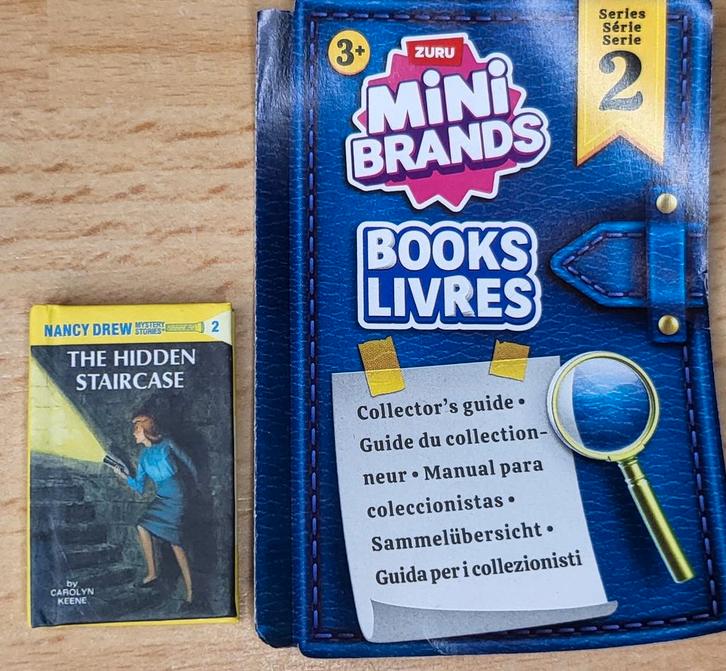 NANCY DREW MYSTERY STORIES 2
THE HIDDEN
STAIRCASE
by
CAROLYN
KEENE
3+
ZURU
MiNi
BRANDS
Series
Série
Serie
2
BOOKS
LIVRES
Collector's guide •
Guide du collection-
neur • Manual para
coleccionistas •
Sammelübersicht •
Guida per i collezionisti